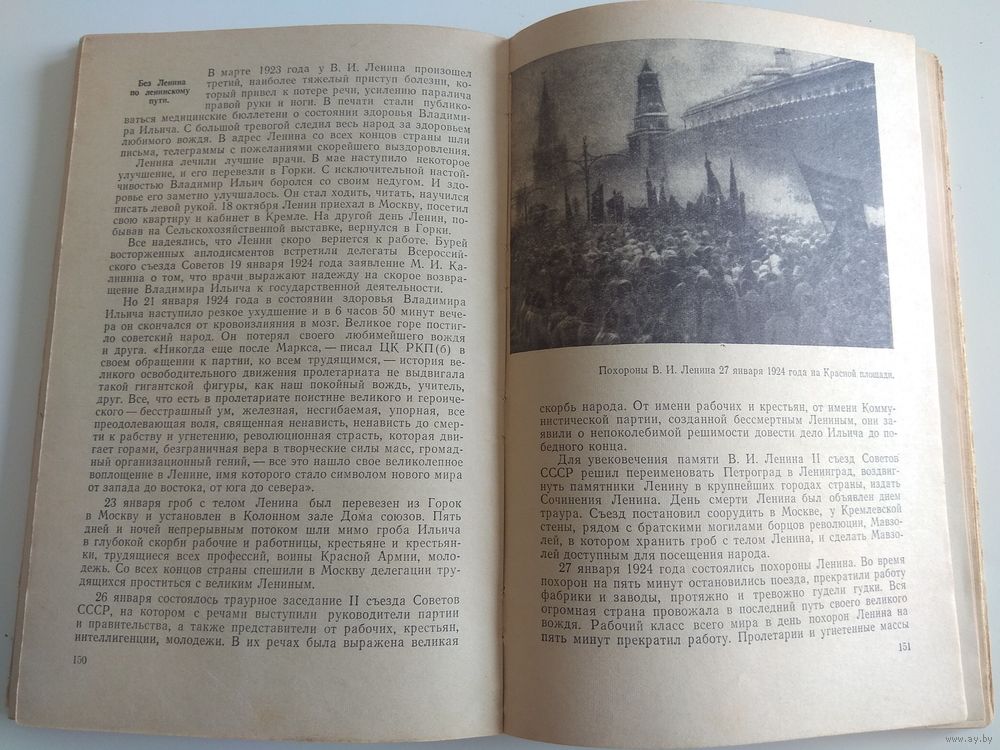 Без Ленина
по ленинскому
пути.
В марте 1923 года у В. И. Ленина произошел
третий, наиболее тяжелый приступ болезни, ко-
торый привел к потере речи, усилению паралича
правой руки и ноги. В печати стали публико-
ваться медицинские бюллетени о состоянии здоровья Владими-
ра Ильича. С большой тревогой следил весь народ за здоровьем
любимого вождя. В адрес Ленина со всех концов страны шли
письма, телеграммы с пожеланиями скорейшего выздоровления.
Ленина лечили лучшие врачи. В мае наступило некоторое
улучшение, и его перевезли в Горки. С исключительной настой-
чивостью Владимир Ильич боролся со своим недугом. И здо-
ровье его заметно улучшалось. Он стал ходить, читать, научился
писать левой рукой. 18 октября Ленин приехал в Москву, посетил
свою квартиру и кабинет в Кремле. На другой день Ленин, по-
бывав на Сельскохозяйственной выставке, вернулся в Горки.
Все надеялись, что Ленин скоро вернется к работе. Бурей
восторженных аплодисментов встретили делегаты Всероссий-
ского съезда Советов 19 января 1924 года заявление М. И. Ка-
линина о том, что врачи выражают надежду на скорое возвра-
щение Владимира Ильича к государственной деятельности.
Но 21 января 1924 года в состоянии здоровья Владимира
Ильича наступило резкое ухудшение и в 6 часов 50 минут вече-
ра он скончался от кровоизлияния в мозг. Великое горе постиг-
ло советский народ. Он потерял своего любимейшего вождя
и друга. «Никогда еще после Маркса, — писал ЦК РКП(б) в
своем обращении к партии, ко всем трудящимся, — история ве-
ликого освободительного движения пролетариата не выдвигала
такой гигантской фигуры, как наш покойный вождь, учитель,
друг. Все, что есть в пролетариате поистине великого и героиче-
ского — бесстрашный ум, железная, несгибаемая, упорная, все
преодолевающая воля, священная ненависть, ненависть до смер-
ти к рабству и угнетению, революционная страсть, которая дви-
гает горами, безграничная вера в творческие силы масс, громад-
ный организационный гений, — все это нашло свое великолепное
воплощение в Ленине, имя которого стало символом нового мира
от запада до востока, от юга до севера».
23 января гроб с телом Ленина был перевезен из Горок
в Москву и установлен в Колонном зале Дома союзов. Пять
дней и ночей непрерывным потоком шли мимо гроба Ильича
в глубокой скорби рабочие и работницы, крестьяне и крестьян-
ки, трудящиеся всех профессий, воины Красной Армии, моло-
дежь. Со всех концов страны спешили в Москву делегации тру-
дящихся проститься с великим Лениным.
26 января состоялось траурное заседание II съезда Советов
СССР, на котором с речами выступили руководители партии
и правительства, а также представители от рабочих, крестьян,
интеллигенции, молодежи. В их речах была выражена великая
150
Похороны В. И. Ленина 27 января 1924 года на Красной площади.
скорбь народа. От имени рабочих и крестьян, от имени Комму-
нистической партии, созданной бессмертным Лениным, они за-
явили о непоколебимой решимости довести дело Ильича до по-
бедного конца.
Для увековечения памяти В. И. Ленина II съезд Советов
СССР решил переименовать Петроград в Ленинград, воздвиг-
нуть памятники Ленину в крупнейших городах страны, издать
Сочинения Ленина. День смерти Ленина был объявлен днем
траура. Съезд постановил соорудить в Москве, у Кремлевской
стены, рядом с братскими могилами борцов революции, Мавзо-
лей, в котором хранить гроб с телом Ленина, и сделать Мавзо-
лей доступным для посещения народа.
27 января 1924 года состоялись похороны Ленина. Во время
похорон на пять минут остановились поезда, прекратили работу
фабрики и заводы, протяжно и тревожно гудели гудки. Вся
огромная страна провожала в последний путь своего великого
вождя. Рабочий класс всего мира в день похорон Ленина на
пять минут прекратил работу. Пролетарии и угнетенные массы
151
www.ay.by